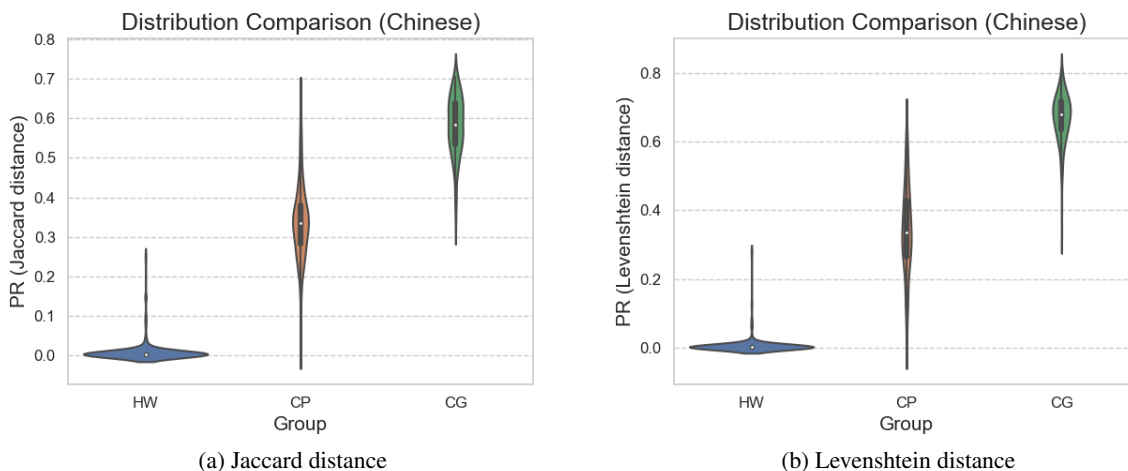 Distribution Comparison (Chinese)
PR (Jaccard distance)
0.8
0.7
0.6
0.5
0.4
0.3
0.2
0.1
0.0
HW CP CG
Group
(a) Jaccard distance
Distribution Comparison (Chinese)
PR (Levenshtein distance)
0.8
0.6
0.4
0.2
0.0
HW CP CG
Group
(b) Levenshtein distance